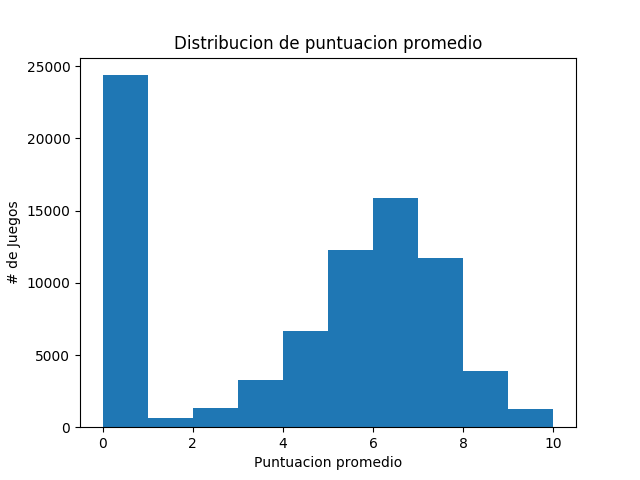 Distribucion de puntuacion promedio
25000
20000
15000
10000
5000
0
# de Juegos
0 2 4 6 8 10
Puntuacion promedio